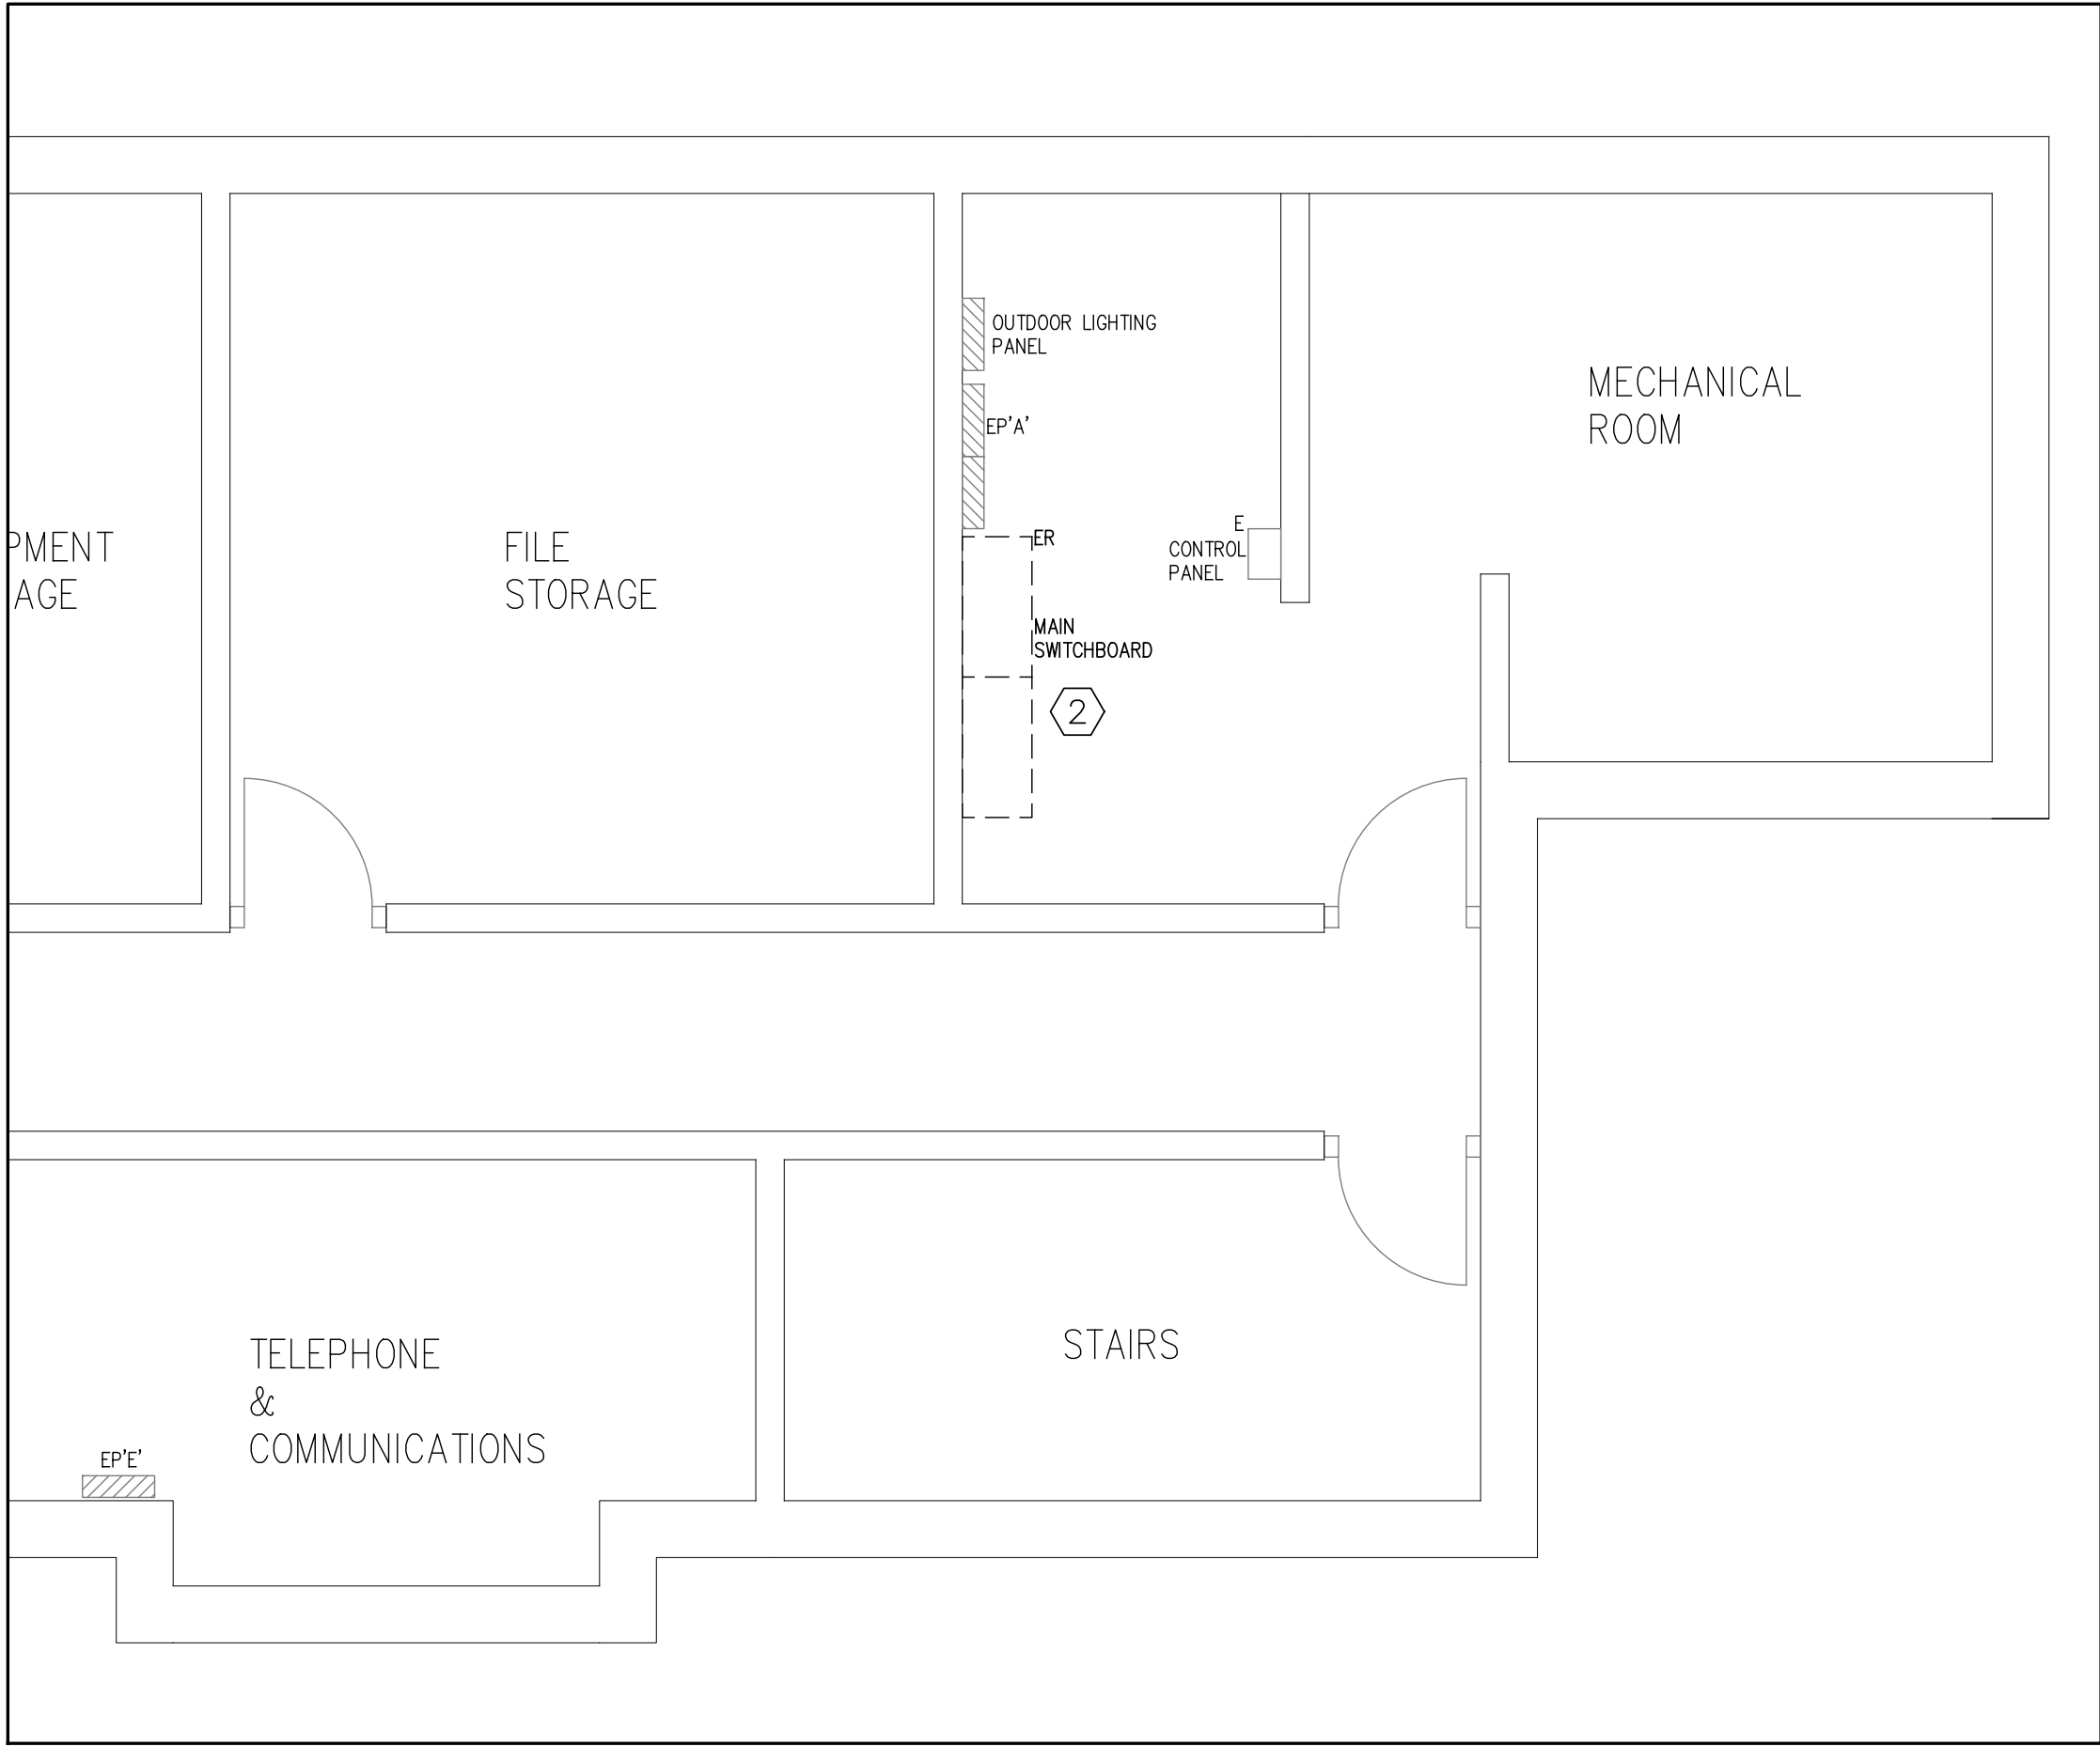 OUTDOOR LIGHTING
PANEL
MECHANICAL
ROOM
EP'A'
E
CONTROL
PANEL
ER
PMENT
AGE
FILE
STORAGE
MAIN
SWITCHBOARD
2
TELEPHONE
&
COMMUNICATIONS
STAIRS
EP'E'